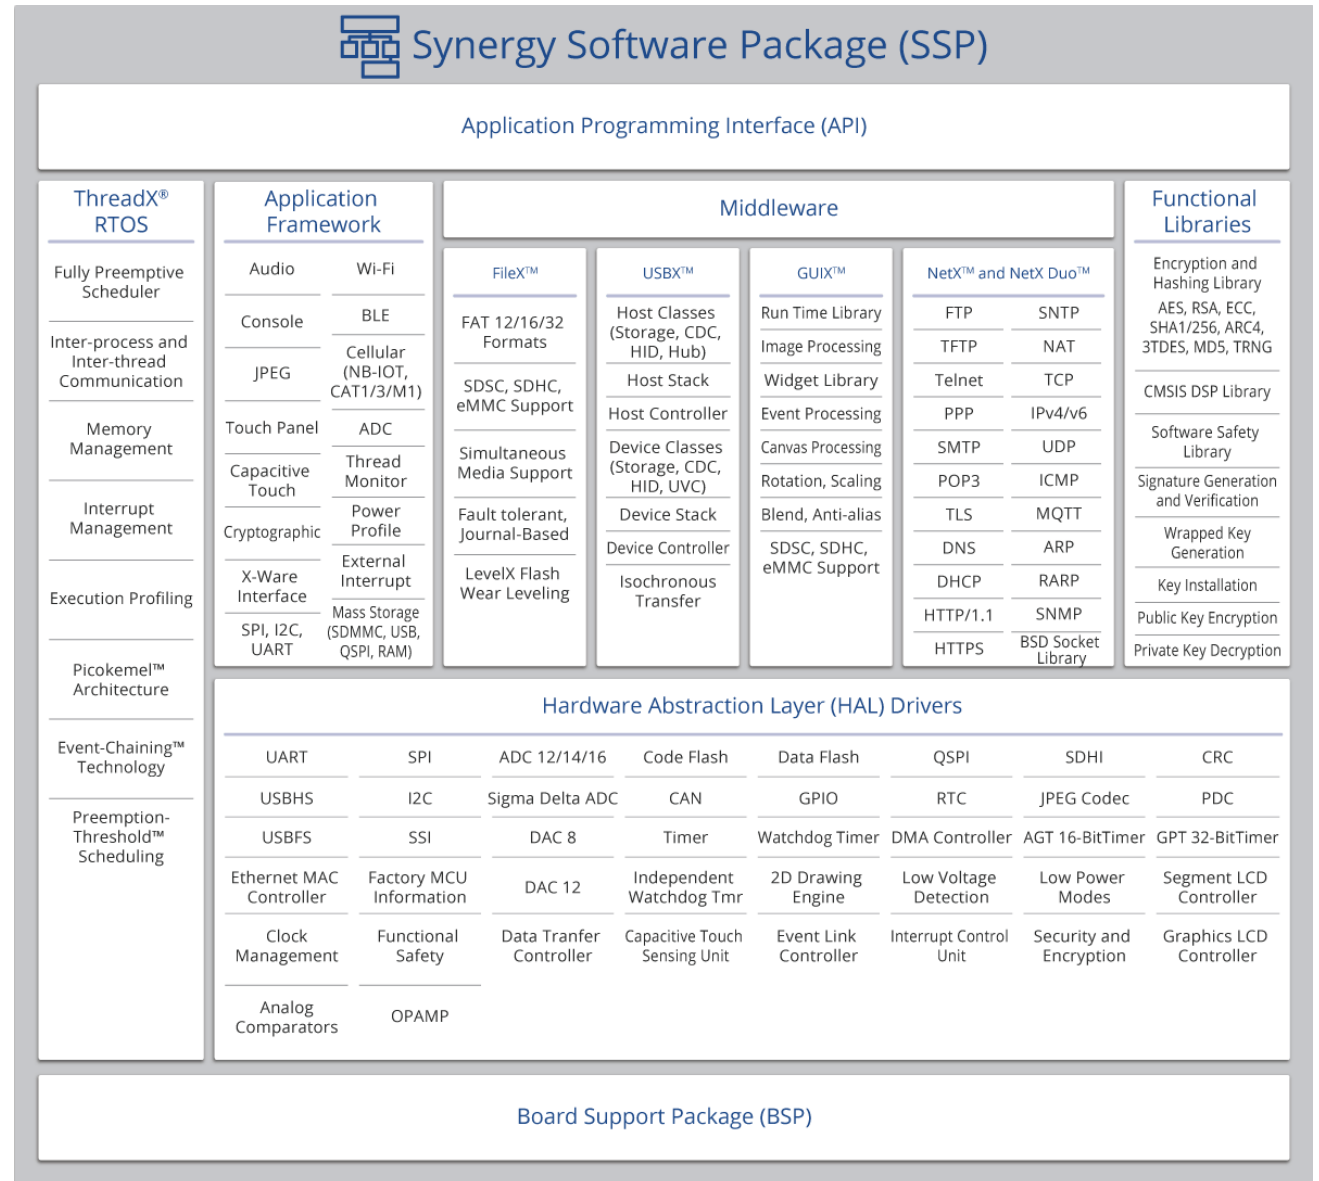 Synergy Software Package (SSP)
Application Programming Interface (API)
ThreadX®
RTOS
Fully Preemptive
Scheduler
Inter-process and
Inter-thread
Communication
Memory
Management
Interrupt
Management
Execution Profiling
Picokemel™
Architecture
Event-Chaining™
Technology
Preemption-
Threshold™
Scheduling
Application
Framework
Audio
Console
JPEG
Touch Panel
Capacitive
Touch
Cryptographic
X-Ware
Interface
SPI, I2C,
UART
Wi-Fi
BLE
Cellular
(NB-IOT,
CAT1/3/M1)
ADC
Thread
Monitor
Power
Profile
External
Interrupt
Mass Storage
(SDMMC, USB,
QSPI, RAM)
Middleware
FileX™
FAT 12/16/32
Formats
SDSC, SDHC,
eMMC Support
Simultaneous
Media Support
Fault tolerant,
Journal-Based
LevelX Flash
Wear Leveling
USBX™
Host Classes
(Storage, CDC,
HID, Hub)
Host Stack
Host Controller
Device Classes
(Storage, CDC,
HID, UVC)
Device Stack
Device Controller
Isochronous
Transfer
GUIX™
Run Time Library
Image Processing
Widget Library
Event Processing
Canvas Processing
Rotation, Scaling
Blend, Anti-alias
SDSC, SDHC,
eMMC Support
NetX™ and NetX Duo™
FTP
TFTP
Telnet
PPP
SMTP
POP3
TLS
DNS
DHCP
HTTP/1.1
HTTPS
SNTP
NAT
TCP
IPv4/v6
UDP
ICMP
MQTT
ARP
RARP
SNMP
BSD Socket
Library
Functional
Libraries
Encryption and
Hashing Library
AES, RSA, ECC,
SHA1/256, ARC4,
3TDES, MD5, TRNG
CMSIS DSP Library
Software Safety
Library
Signature Generation
and Verification
Wrapped Key
Generation
Key Installation
Public Key Encryption
Private Key Decryption
Hardware Abstraction Layer (HAL) Drivers
UART
SPI
ADC 12/14/16
Code Flash
Data Flash
QSPI
SDHI
CRC
USBHS
I2C
Sigma Delta ADC
CAN
GPIO
RTC
JPEG Codec
PDC
USBFS
SSI
DAC 8
Timer
Watchdog Timer
DMA Controller
AGT 16-BitTimer
GPT 32-BitTimer
Ethernet MAC
Controller
Factory MCU
Information
DAC 12
Independent
Watchdog Tmr
2D Drawing
Engine
Low Voltage
Detection
Low Power
Modes
Segment LCD
Controller
Clock
Management
Functional
Safety
Data Tranfer
Controller
Capacitive Touch
Sensing Unit
Event Link
Controller
Interrupt Control
Unit
Security and
Encryption
Graphics LCD
Controller
Analog
Comparators
OPAMP
Board Support Package (BSP)